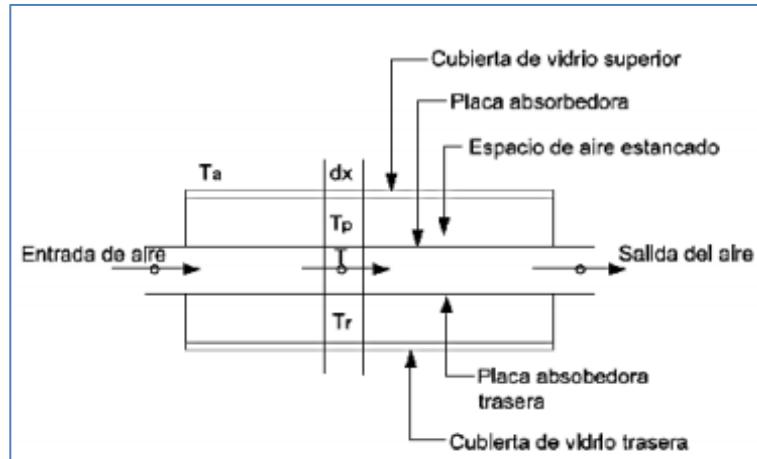 Cubierta de vidrio superior
Placa absorbedora
Espacio de aire estancado
Ta
dx
Tp
Entrada de aire
T
Salida del aire
Tr
Placa absobedora
trasera
Cubierta de vidrio trasera